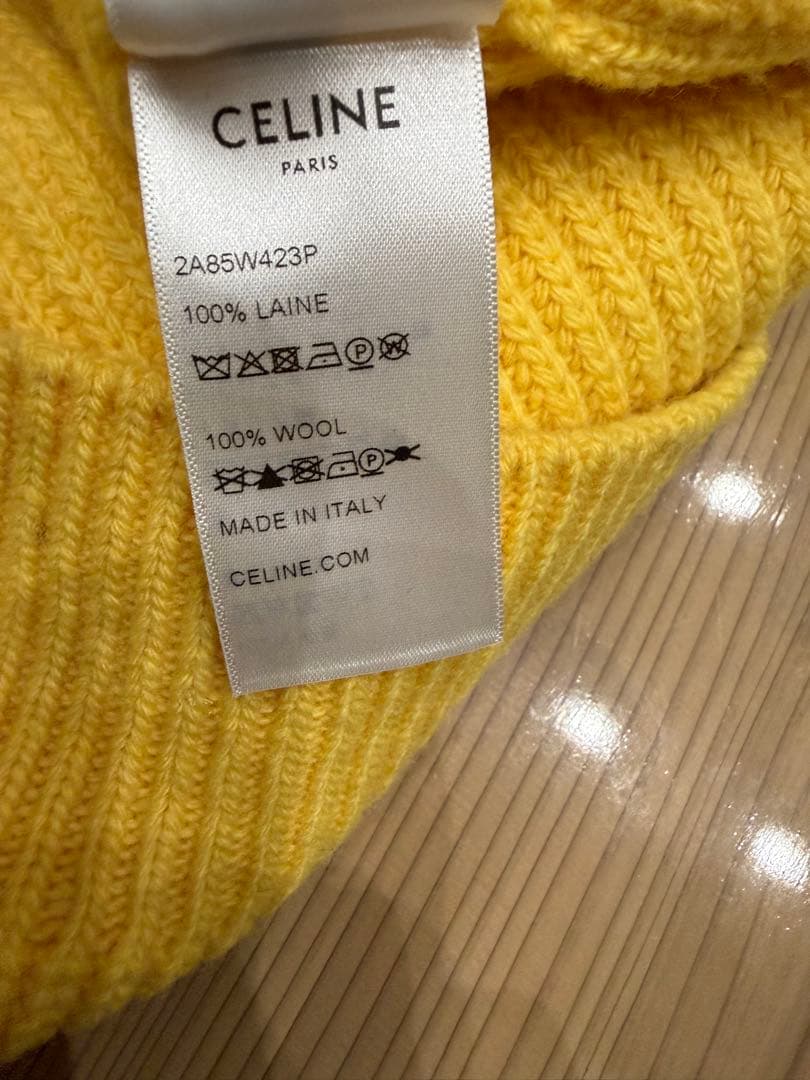 CELINE
PARIS
2A85W423P
100% LAINE
P W
100% WOOL
P
MADE IN ITALY
CELINE.COM